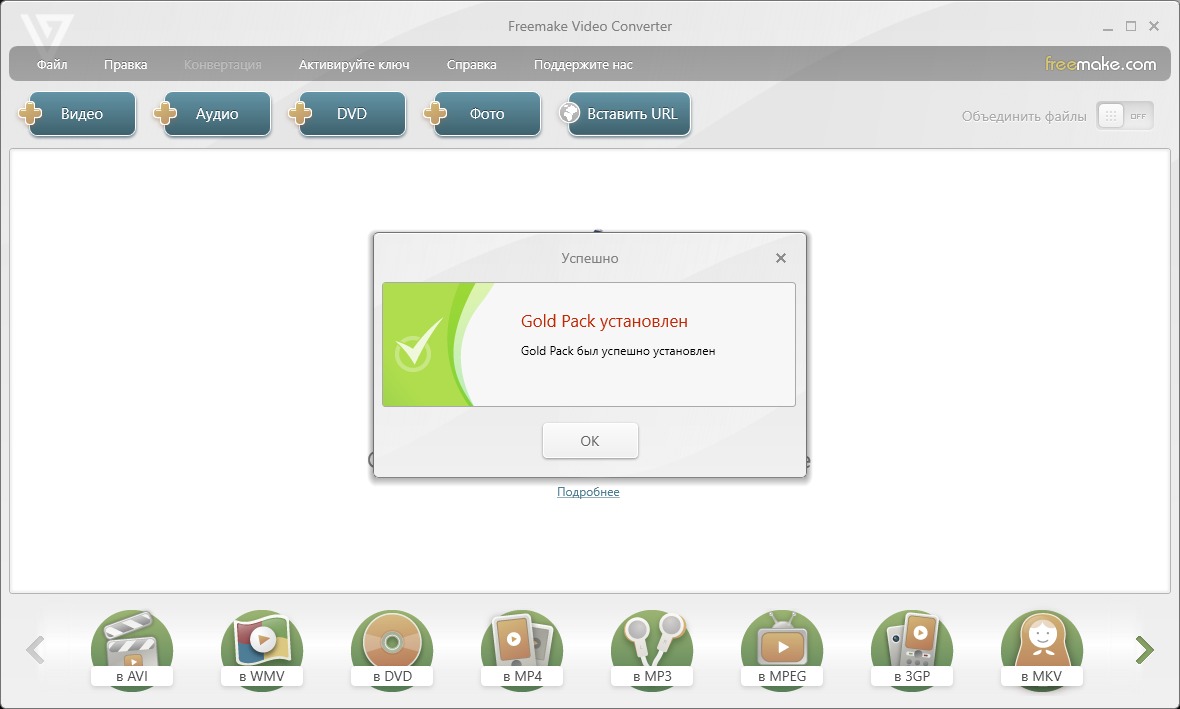 Freemake Video Converter
Файл Правка Конвертация Активируйте ключ Справка Поддержите нас freemake.com
Видео Аудио DVD Фото Вставить URL Объединить файлы OFF
Успешно
Gold Pack установлен
Gold Pack был успешно установлен
OK
Подробнее
в AVI в WMV в DVD в MP4 в MP3 в MPEG в 3GP в MKV